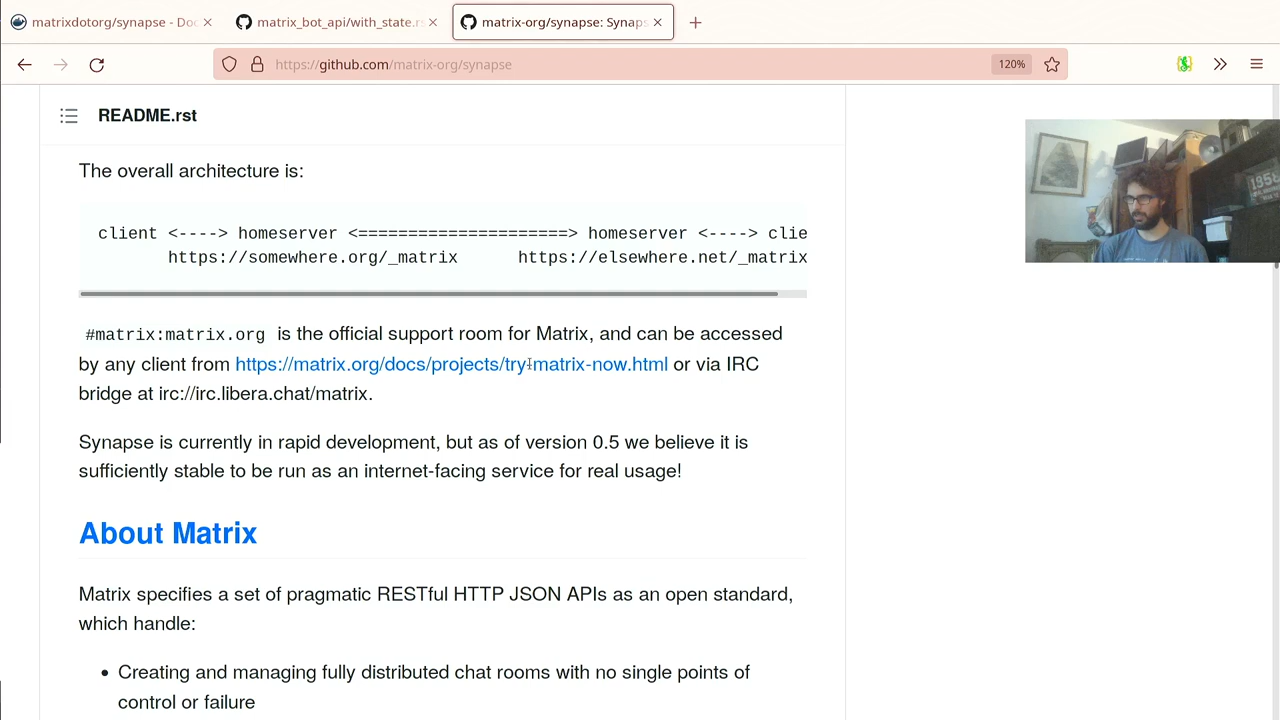 matrixdotorg/synapse - Doc
matrix_bot_api/with_state.rs
matrix-org/synapse: Synaps
https://github.com/matrix-org/synapse
120%
README.rst
The overall architecture is:
client <----> homeserver <=====================> homeserver <----> clie
https://somewhere.org/_matrix https://elsewhere.net/_matrix
#matrix:matrix.org is the official support room for Matrix, and can be accessed
by any client from https://matrix.org/docs/projects/try-matrix-now.html or via IRC
bridge at irc://irc.libera.chat/matrix.
Synapse is currently in rapid development, but as of version 0.5 we believe it is
sufficiently stable to be run as an internet-facing service for real usage!
About Matrix
Matrix specifies a set of pragmatic RESTful HTTP JSON APIs as an open standard,
which handle:
• Creating and managing fully distributed chat rooms with no single points of
control or failure